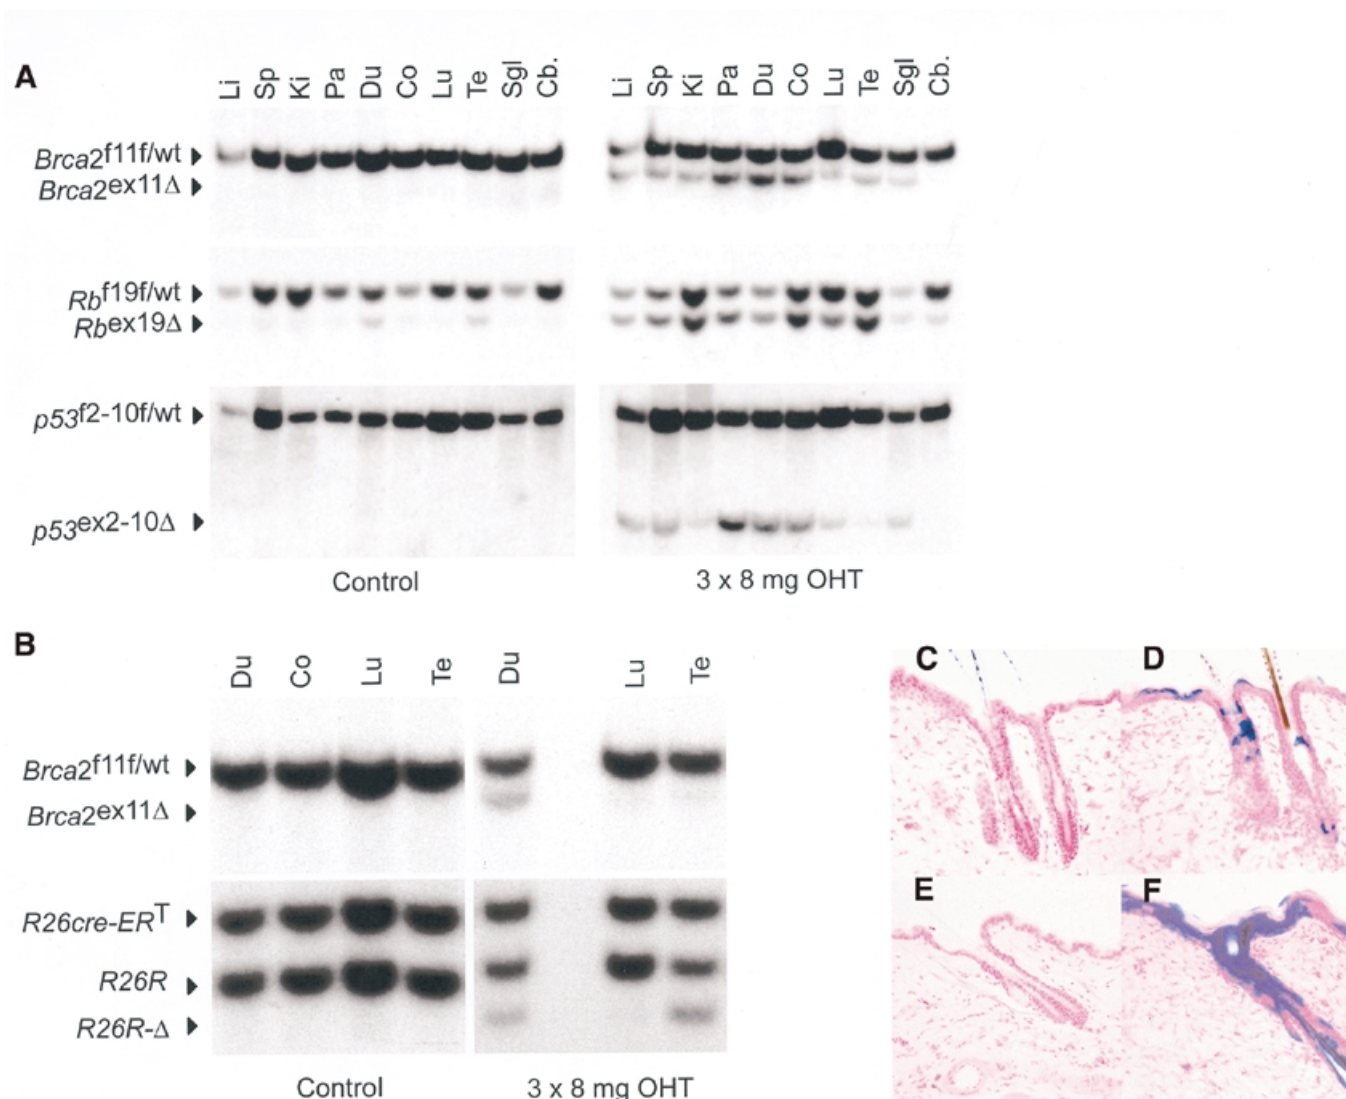 A
Li Sp Ki Pa Du Co Lu Te Sgl Cb. Li Sp Ki Pa Du Co Lu Te Sgl Cb.
Brca2f11f/wt
Brca2ex11Δ
Rbf19f/wt
Rbex19Δ
p53f2-10f/wt
p53ex2-10Δ
Control 3 x 8 mg OHT
B
Du Co Lu Te Du Lu Te
Brca2f11f/wt
Brca2ex11Δ
R26cre-ERT
R26R
R26R-Δ
Control 3 x 8 mg OHT
C D
E F